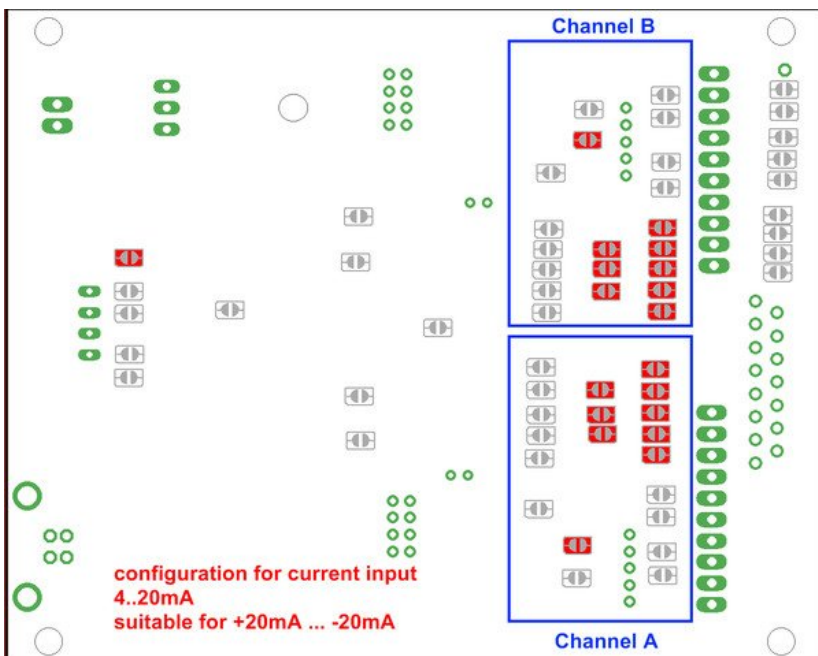 Channel B
configuration for current input
4..20mA
suitable for +20mA ... -20mA
Channel A